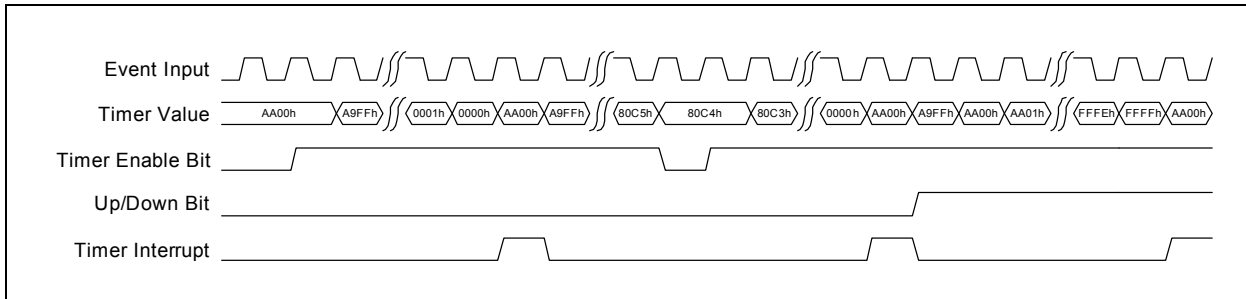 Event Input
Timer Value AA00h A9FFh 0001h 0000h AA00h A9FFh 80C5h 80C4h 80C3h 0000h AA00h A9FFh AA00h AA01h FFFEh FFFFh AA00h
Timer Enable Bit
Up/Down Bit
Timer Interrupt